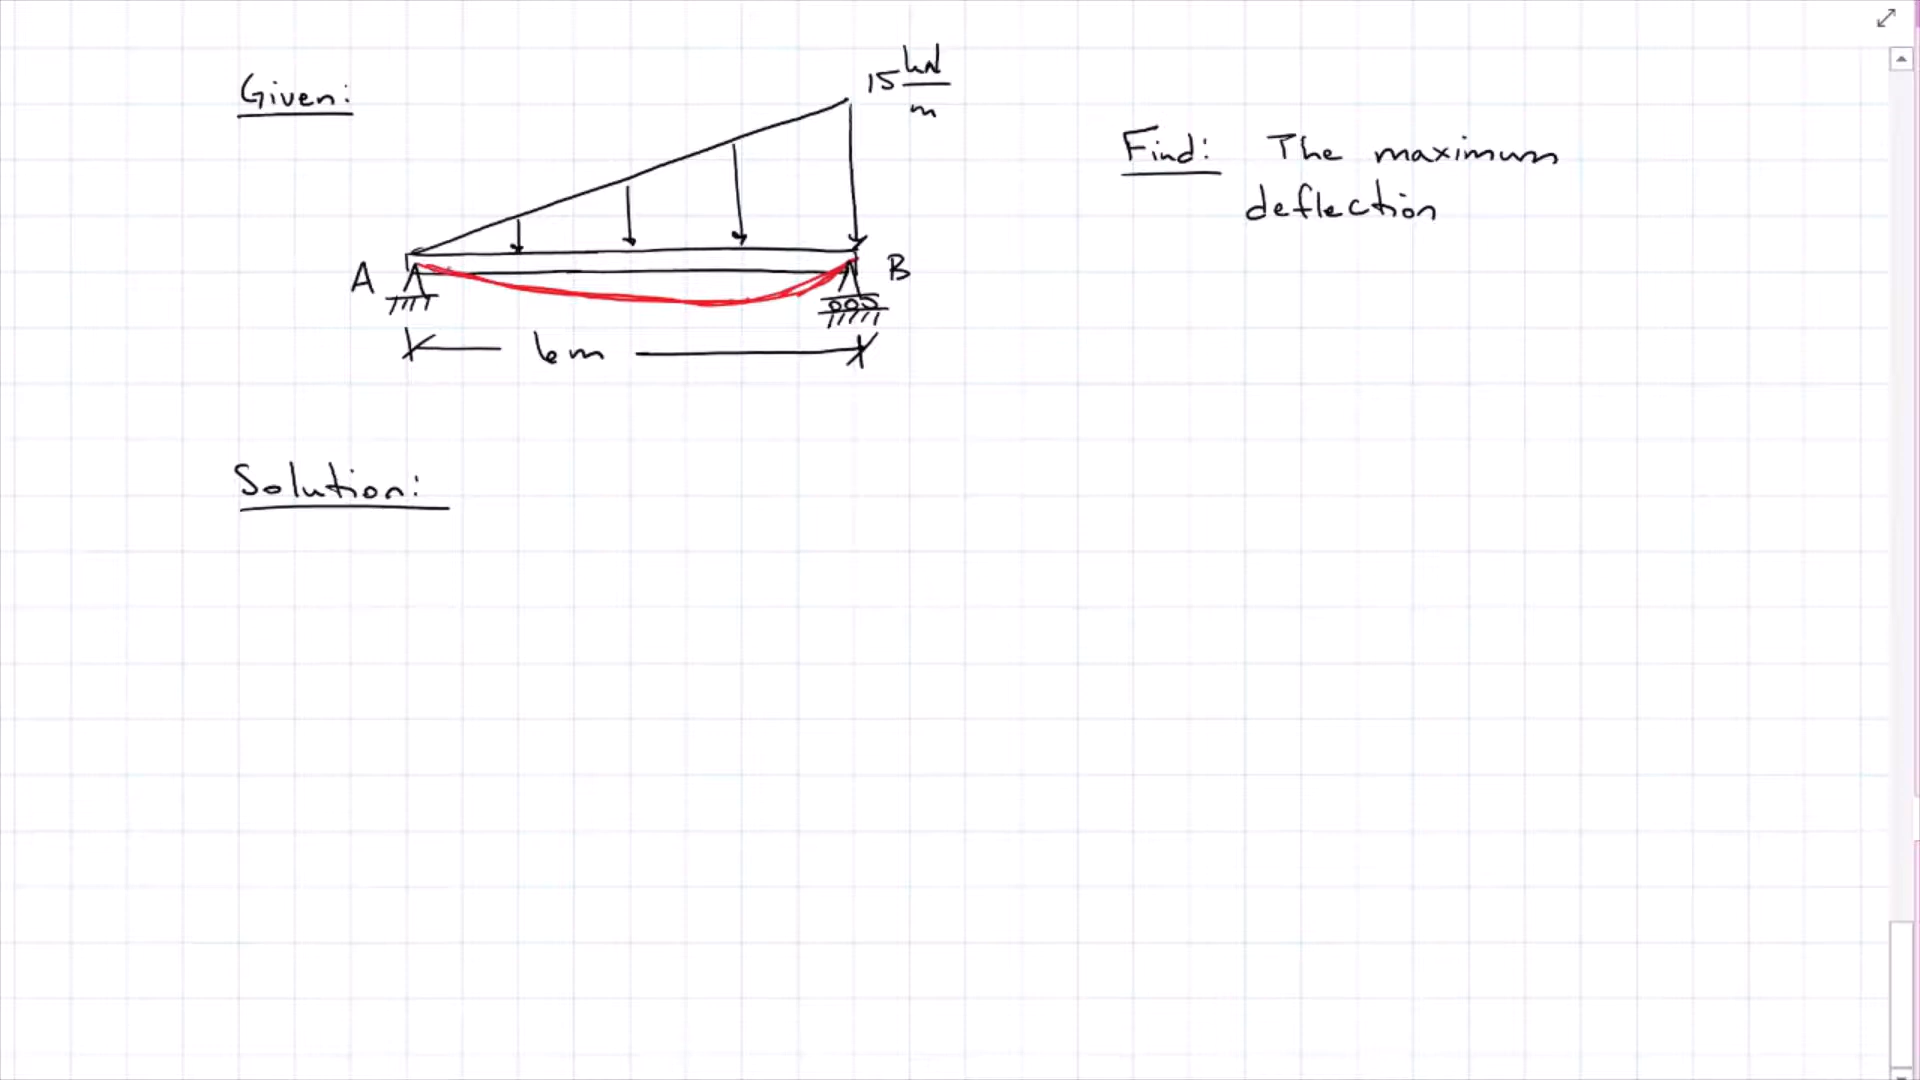 Given:
15 kN/m
Find: The maximum
deflection
A
B
6m
Solution: